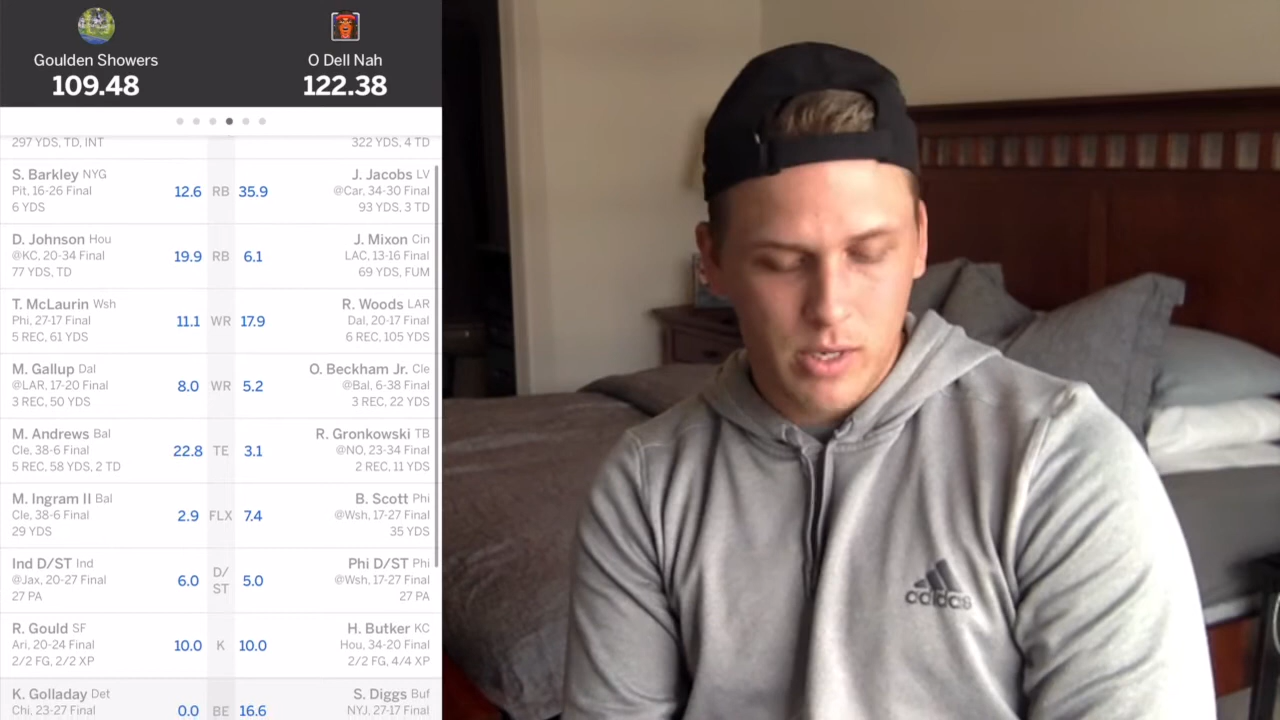 Goulden Showers
O Dell Nah
109.48
122.38
297 YDS, TD, INT
322 YDS, 4 TD
S. Barkley NYG
Pit, 16-26 Final
6 YDS
12.6 RB 35.9
J. Jacobs LV
@Car, 34-30 Final
93 YDS, 3 TD
D. Johnson Hou
@KC, 20-34 Final
77 YDS, TD
19.9 RB 6.1
J. Mixon Cin
LAC, 13-16 Final
69 YDS, FUM
T. McLaurin Wsh
Phi, 27-17 Final
5 REC, 61 YDS
11.1 WR 17.9
R. Woods LAR
Dal, 20-17 Final
6 REC, 105 YDS
M. Gallup Dal
@LAR, 17-20 Final
3 REC, 50 YDS
8.0 WR 5.2
O. Beckham Jr. Cle
@Bal, 6-38 Final
3 REC, 22 YDS
M. Andrews Bal
Cle, 38-6 Final
5 REC, 58 YDS, 2 TD
22.8 TE 3.1
R. Gronkowski TB
@NO, 23-34 Final
2 REC, 11 YDS
M. Ingram II Bal
Cle, 38-6 Final
29 YDS
2.9 FLX 7.4
B. Scott Phi
@Wsh, 17-27 Final
35 YDS
Ind D/ST Ind
@Jax, 20-27 Final
27 PA
6.0 D/
ST 5.0
Phi D/ST Phi
@Wsh, 17-27 Final
27 PA
R. Gould SF
Ari, 20-24 Final
2/2 FG, 2/2 XP
10.0 K 10.0
H. Butker KC
Hou, 34-20 Final
2/2 FG, 4/4 XP
K. Golladay Det
Chi, 23-27 Final
0.0 BE 16.6
S. Diggs Buf
NYJ, 27-17 Final
adidas